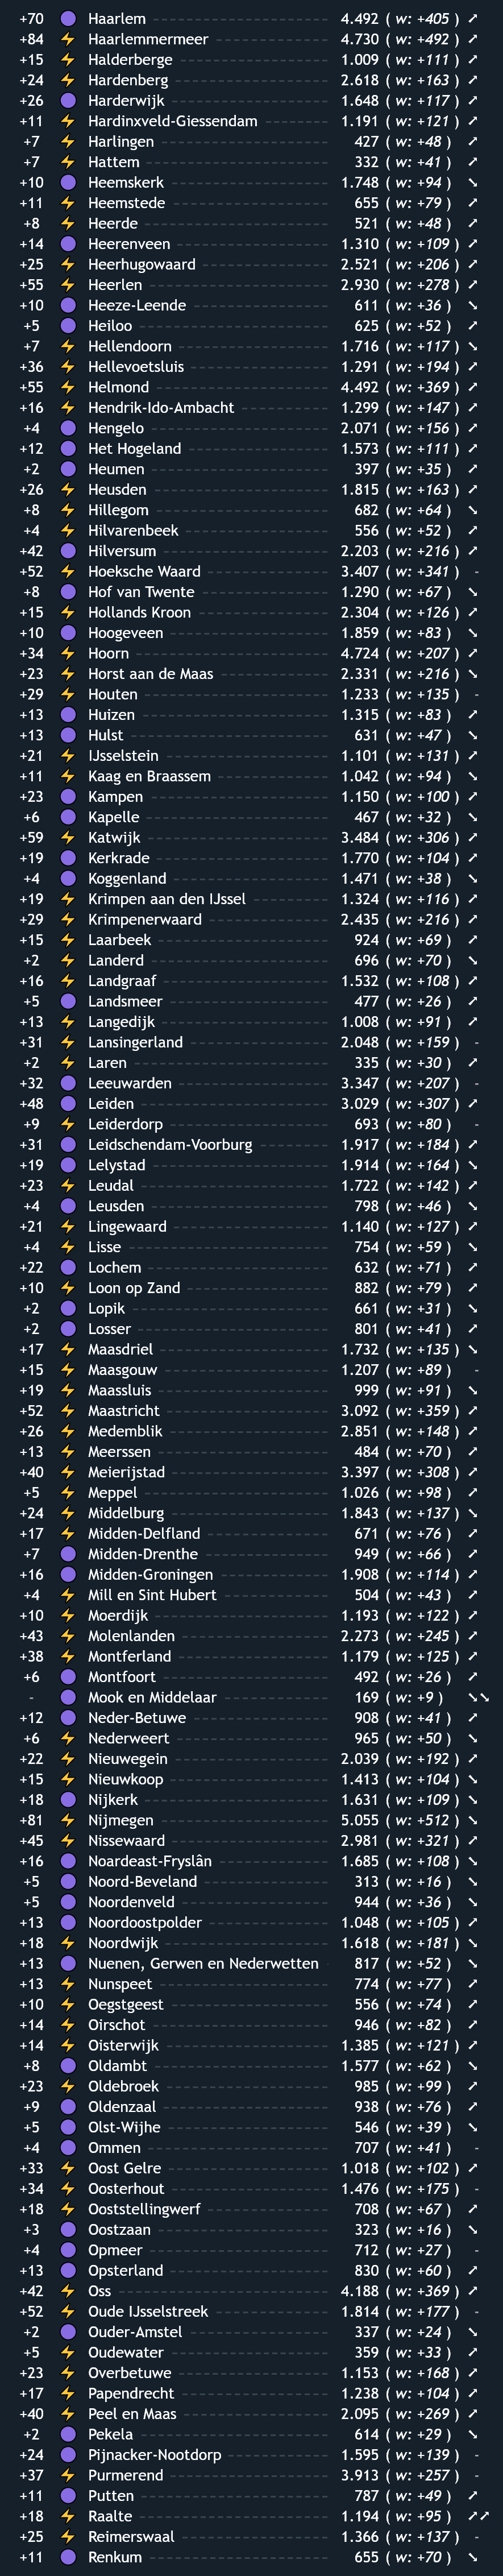 +70 Haarlem 4.492 ( w: +405 ) ↗
+84 Haarlemmermeer 4.730 ( w: +492 ) ↗
+15 Halderberge 1.009 ( w: +111 ) ↗
+24 Hardenberg 2.618 ( w: +163 ) ↗
+26 Harderwijk 1.648 ( w: +117 ) ↗
+11 Hardinxveld-Giessendam 1.191 ( w: +121 ) ↗
+7 Harlingen 427 ( w: +48 ) ↗
+7 Hattem 332 ( w: +41 ) ↗
+10 Heemskerk 1.748 ( w: +94 ) ↘
+11 Heemstede 655 ( w: +79 ) ↗
+8 Heerde 521 ( w: +48 ) ↗
+14 Heerenveen 1.310 ( w: +109 ) ↗
+25 Heerhugowaard 2.521 ( w: +206 ) ↗
+55 Heerlen 2.930 ( w: +278 ) ↗
+10 Heeze-Leende 611 ( w: +36 ) ↘
+5 Heiloo 625 ( w: +52 ) ↗
+7 Hellendoorn 1.716 ( w: +117 ) ↘
+36 Hellevoetsluis 1.291 ( w: +194 ) ↗
+55 Helmond 4.492 ( w: +369 ) ↗
+16 Hendrik-Ido-Ambacht 1.299 ( w: +147 ) ↗
+4 Hengelo 2.071 ( w: +156 ) ↗
+12 Het Hogeland 1.573 ( w: +111 ) ↗
+2 Heumen 397 ( w: +35 ) ↗
+26 Heusden 1.815 ( w: +163 ) ↗
+8 Hillegom 682 ( w: +64 ) ↘
+4 Hilvarenbeek 556 ( w: +52 ) ↗
+42 Hilversum 2.203 ( w: +216 ) ↗
+52 Hoeksche Waard 3.407 ( w: +341 ) -
+8 Hof van Twente 1.290 ( w: +67 ) ↘
+15 Hollands Kroon 2.304 ( w: +126 ) ↗
+10 Hoogeveen 1.859 ( w: +83 ) ↘
+34 Hoorn 4.724 ( w: +207 ) ↗
+23 Horst aan de Maas 2.331 ( w: +216 ) ↘
+29 Houten 1.233 ( w: +135 ) -
+13 Huizen 1.315 ( w: +83 ) ↗
+13 Hulst 631 ( w: +47 ) ↘
+21 IJsselstein 1.101 ( w: +131 ) ↗
+11 Kaag en Braassem 1.042 ( w: +94 ) ↘
+23 Kampen 1.150 ( w: +100 ) ↗
+6 Kapelle 467 ( w: +32 ) ↘
+59 Katwijk 3.484 ( w: +306 ) ↗
+19 Kerkrade 1.770 ( w: +104 ) ↗
+4 Koggenland 1.471 ( w: +38 ) ↘
+19 Krimpen aan den IJssel 1.324 ( w: +116 ) ↗
+29 Krimpenerwaard 2.435 ( w: +216 ) ↗
+15 Laarbeek 924 ( w: +69 ) ↗
+2 Landerd 696 ( w: +70 ) ↘
+16 Landgraaf 1.532 ( w: +108 ) ↗
+5 Landsmeer 477 ( w: +26 ) ↗
+13 Langedijk 1.008 ( w: +91 ) ↗
+31 Lansingerland 2.048 ( w: +159 ) -
+2 Laren 335 ( w: +30 ) ↗
+32 Leeuwarden 3.347 ( w: +207 ) -
+48 Leiden 3.029 ( w: +307 ) ↗
+9 Leiderdorp 693 ( w: +80 ) -
+31 Leidschendam-Voorburg 1.917 ( w: +184 ) ↗
+19 Lelystad 1.914 ( w: +164 ) ↘
+23 Leudal 1.722 ( w: +142 ) ↗
+4 Leusden 798 ( w: +46 ) ↘
+21 Lingewaard 1.140 ( w: +127 ) ↗
+4 Lisse 754 ( w: +59 ) ↘
+22 Lochem 632 ( w: +71 ) ↗
+10 Loon op Zand 882 ( w: +79 ) ↗
+2 Lopik 661 ( w: +31 ) ↘
+2 Losser 801 ( w: +41 ) ↗
+17 Maasdriel 1.732 ( w: +135 ) ↘
+15 Maasgouw 1.207 ( w: +89 ) -
+19 Maassluis 999 ( w: +91 ) ↘
+52 Maastricht 3.092 ( w: +359 ) ↗
+26 Medemblik 2.851 ( w: +148 ) ↗
+13 Meerssen 484 ( w: +70 ) ↗
+40 Meierijstad 3.397 ( w: +308 ) ↗
+5 Meppel 1.026 ( w: +98 ) ↗
+24 Middelburg 1.843 ( w: +137 ) ↘
+17 Midden-Delfland 671 ( w: +76 ) ↗
+7 Midden-Drenthe 949 ( w: +66 ) ↗
+16 Midden-Groningen 1.908 ( w: +114 ) ↗
+4 Mill en Sint Hubert 504 ( w: +43 ) ↗
+10 Moerdijk 1.193 ( w: +122 ) ↗
+43 Molenlanden 2.273 ( w: +245 ) ↗
+38 Montferland 1.179 ( w: +125 ) ↗
+6 Montfoort 492 ( w: +26 ) ↗
- Mook en Middelaar 169 ( w: +9 ) ↘↘
+12 Neder-Betuwe 908 ( w: +41 ) ↗
+6 Nederweert 965 ( w: +50 ) ↘
+22 Nieuwegein 2.039 ( w: +192 ) ↗
+15 Nieuwkoop 1.413 ( w: +104 ) ↘
+18 Nijkerk 1.631 ( w: +109 ) ↘
+81 Nijmegen 5.055 ( w: +512 ) ↗
+45 Nissewaard 2.981 ( w: +321 ) ↗
+16 Noardeast-Fryslân 1.685 ( w: +108 ) ↘
+5 Noord-Beveland 313 ( w: +16 ) ↘
+5 Noordenveld 944 ( w: +36 ) ↘
+13 Noordoostpolder 1.048 ( w: +105 ) ↗
+18 Noordwijk 1.618 ( w: +181 ) ↘
+13 Nuenen, Gerwen en Nederwetten 817 ( w: +52 ) ↘
+13 Nunspeet 774 ( w: +77 ) ↗
+10 Oegstgeest 556 ( w: +74 ) ↗
+14 Oirschot 946 ( w: +82 ) ↗
+14 Oisterwijk 1.385 ( w: +121 ) ↗
+8 Oldambt 1.577 ( w: +62 ) ↘
+23 Oldebroek 985 ( w: +99 ) ↗
+9 Oldenzaal 938 ( w: +76 ) ↗
+5 Olst-Wijhe 546 ( w: +39 ) ↘
+4 Ommen 707 ( w: +41 ) -
+33 Oost Gelre 1.018 ( w: +102 ) ↗
+34 Oosterhout 1.476 ( w: +175 ) -
+18 Ooststellingwerf 708 ( w: +67 ) ↗
+3 Oostzaan 323 ( w: +16 ) ↘
+4 Opmeer 712 ( w: +27 ) -
+13 Opsterland 830 ( w: +60 ) ↗
+42 Oss 4.188 ( w: +369 ) ↗
+52 Oude IJsselstreek 1.814 ( w: +177 ) -
+2 Ouder-Amstel 337 ( w: +24 ) ↘
+5 Oudewater 359 ( w: +33 ) ↗
+23 Overbetuwe 1.153 ( w: +168 ) ↗
+17 Papendrecht 1.238 ( w: +104 ) ↗
+40 Peel en Maas 2.095 ( w: +269 ) ↗
+2 Pekela 614 ( w: +29 ) ↘
+24 Pijnacker-Nootdorp 1.595 ( w: +139 ) -
+37 Purmerend 3.913 ( w: +257 ) -
+11 Putten 787 ( w: +49 ) ↗
+18 Raalte 1.194 ( w: +95 ) ↗↗
+25 Reimerswaal 1.366 ( w: +137 ) -
+11 Renkum 655 ( w: +70 ) ↘